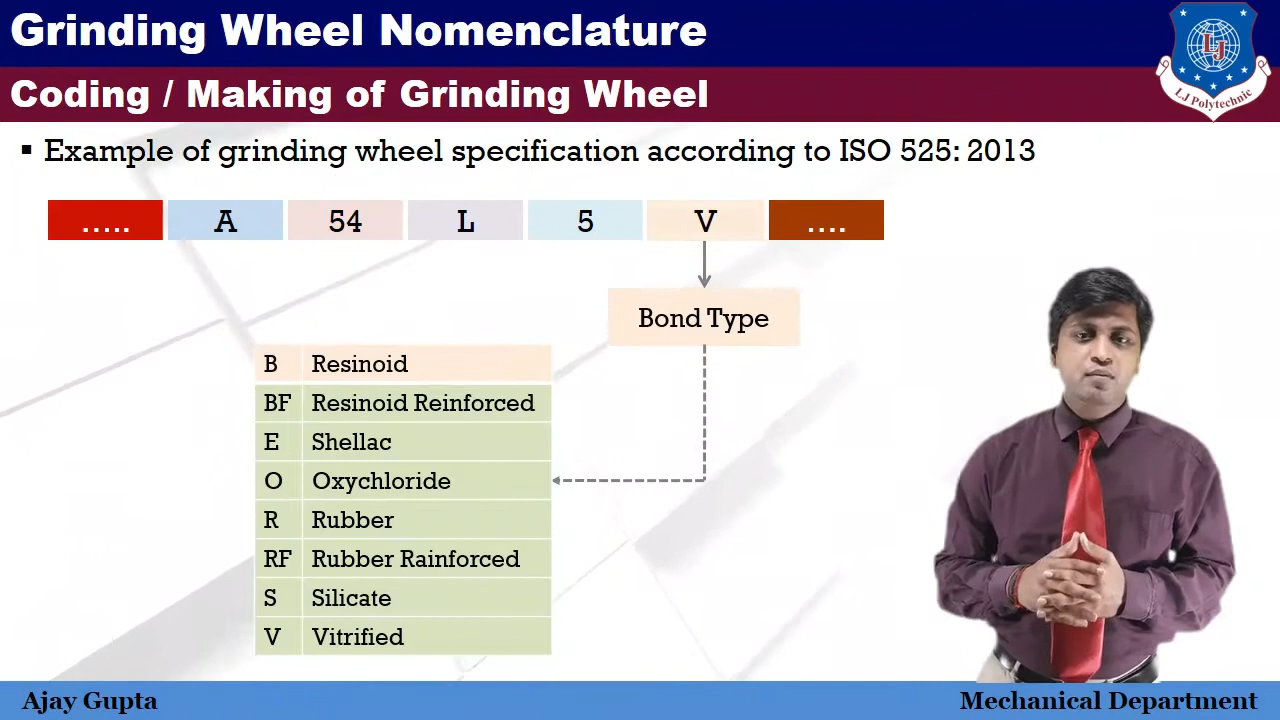 Grinding Wheel Nomenclature
Coding / Making of Grinding Wheel
LJ
LJ Polytechnic
▪ Example of grinding wheel specification according to ISO 525: 2013
..... A 54 L 5 V ....
Bond Type
B Resinoid
BF Resinoid Reinforced
E Shellac
O Oxychloride
R Rubber
RF Rubber Rainforced
S Silicate
V Vitrified
Ajay Gupta
Mechanical Department